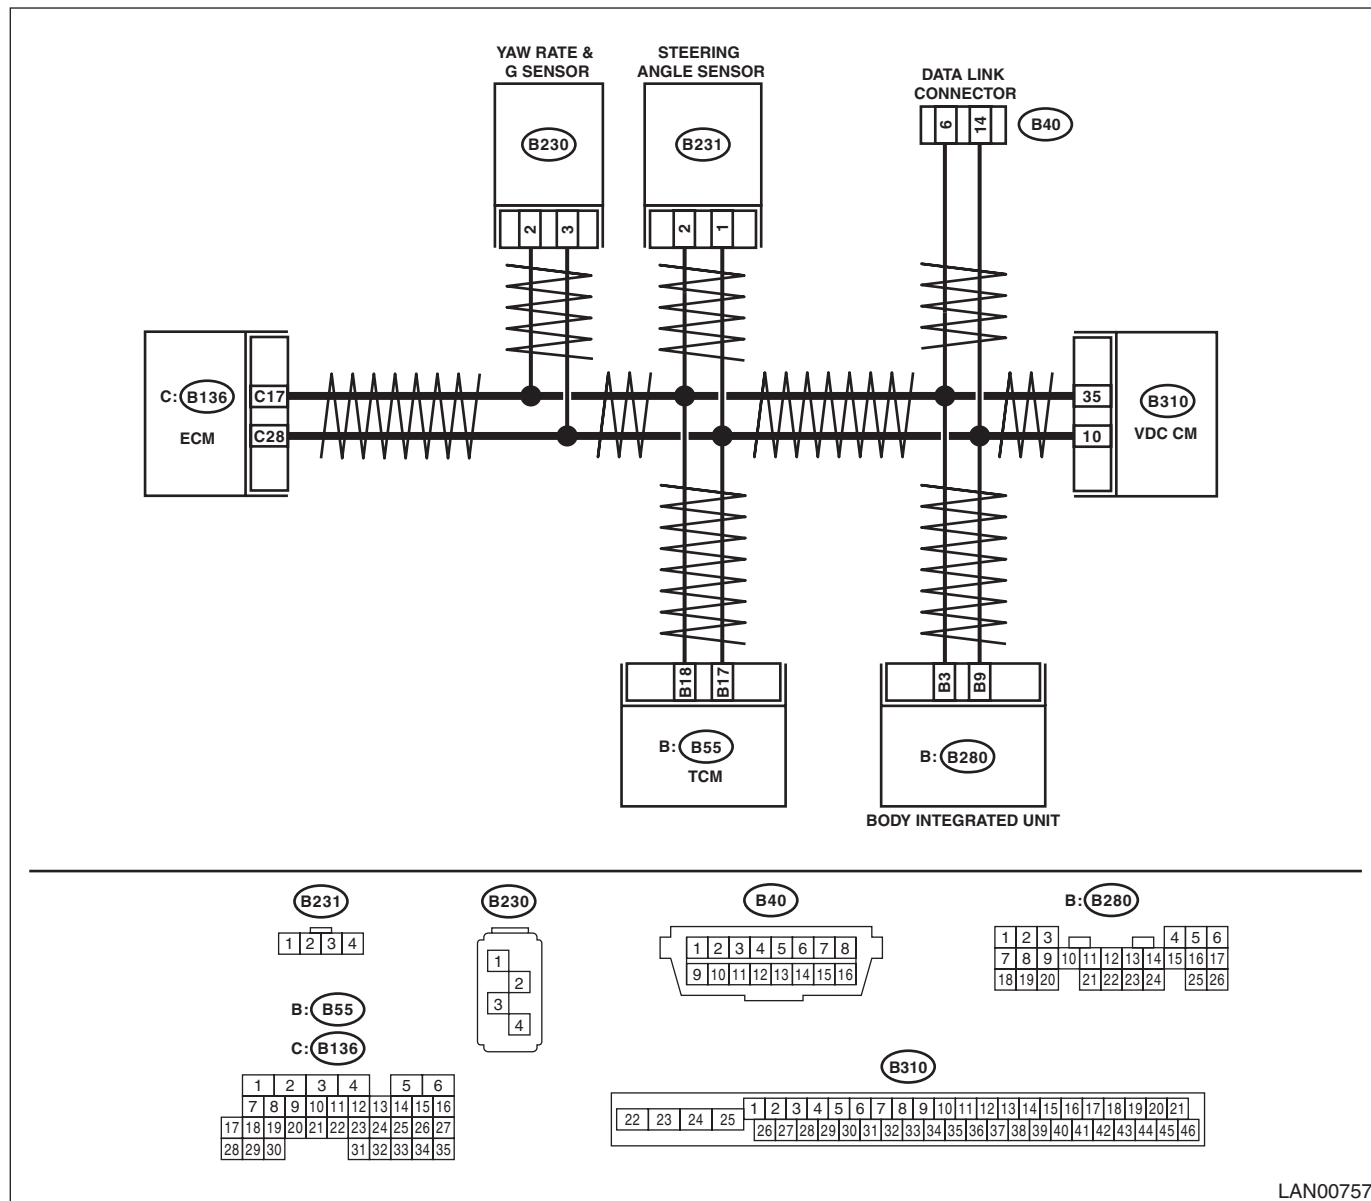 YAW RATE &
G SENSOR
STEERING
ANGLE SENSOR
DATA LINK
CONNECTOR
B230
B231
6 14
B40
2 3
2 1
C: B136
ECM
C17
C28
35
10
B310
VDC CM
B18 B17
B3 B9
B: B55
TCM
B: B280
BODY INTEGRATED UNIT
B231
1 2 3 4
B230
1
2
3
4
B40
1 2 3 4 5 6 7 8
9 10 11 12 13 14 15 16
B: B280
1 2 3 4 5 6
7 8 9 10 11 12 13 14 15 16 17
18 19 20 21 22 23 24 25 26
B: B55
C: B136
1 2 3 4 5 6
7 8 9 10 11 12 13 14 15 16
17 18 19 20 21 22 23 24 25 26 27
28 29 30 31 32 33 34 35
B310
1 2 3 4 5 6 7 8 9 10 11 12 13 14 15 16 17 18 19 20 21
22 23 24 25
26 27 28 29 30 31 32 33 34 35 36 37 38 39 40 41 42 43 44 45 46
LAN00757